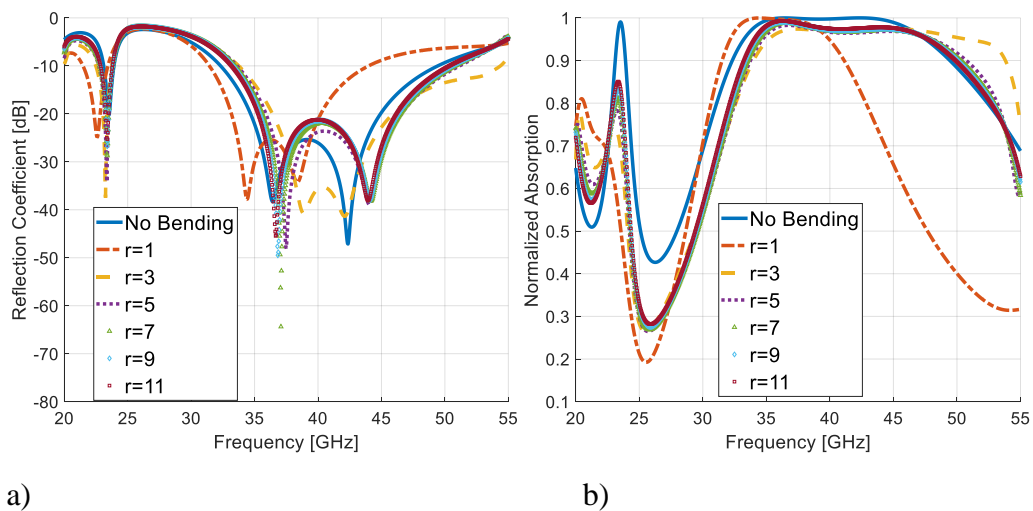 0
-10
-20
-30
-40
-50
-60
-70
-80
20 25 30 35 40 45 50 55
Reflection Coefficient [dB]
Frequency [GHz]
No Bending
r=1
r=3
r=5
r=7
r=9
r=11
a)
1
0.9
0.8
0.7
0.6
0.5
0.4
0.3
0.2
0.1
20 25 30 35 40 45 50 55
Normalized Absorption
Frequency [GHz]
No Bending
r=1
r=3
r=5
r=7
r=9
r=11
b)